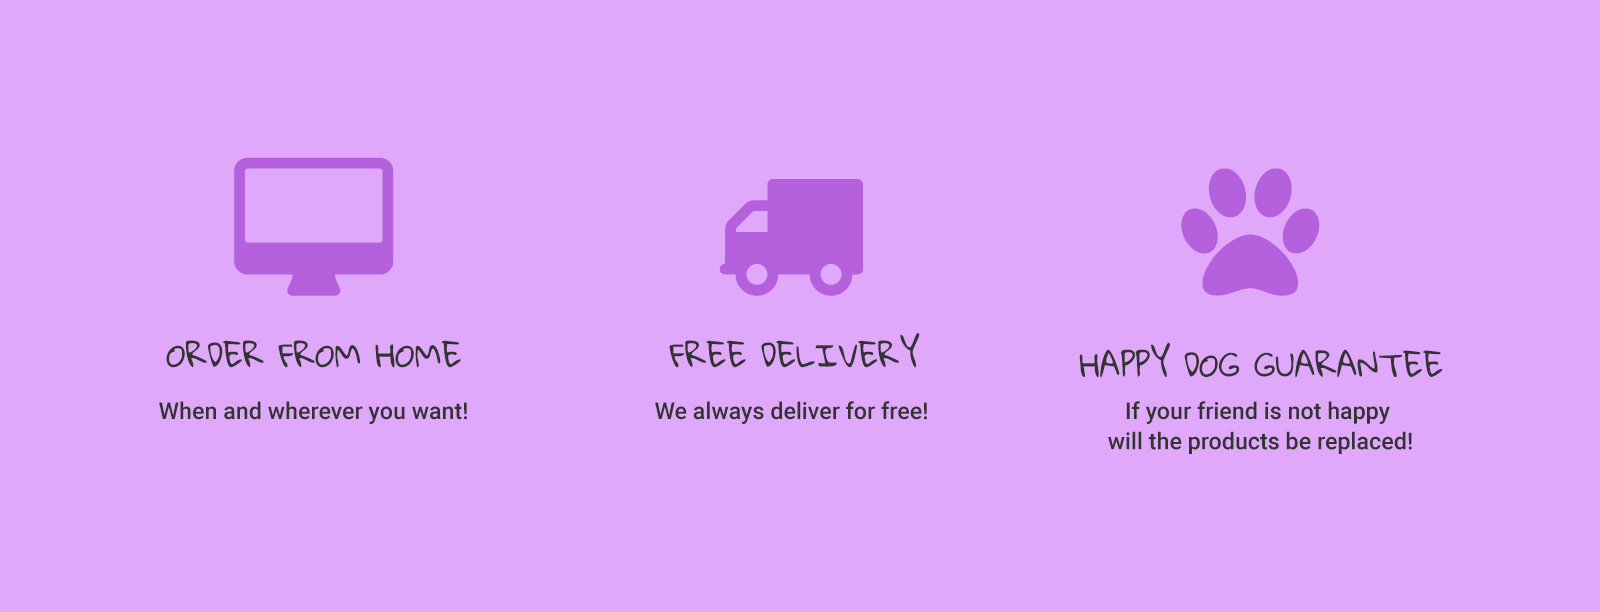 ORDER FROM HOME
When and wherever you want!
FREE DELIVERY
We always deliver for free!
HAPPY DOG GUARANTEE
If your friend is not happy
will the products be replaced!